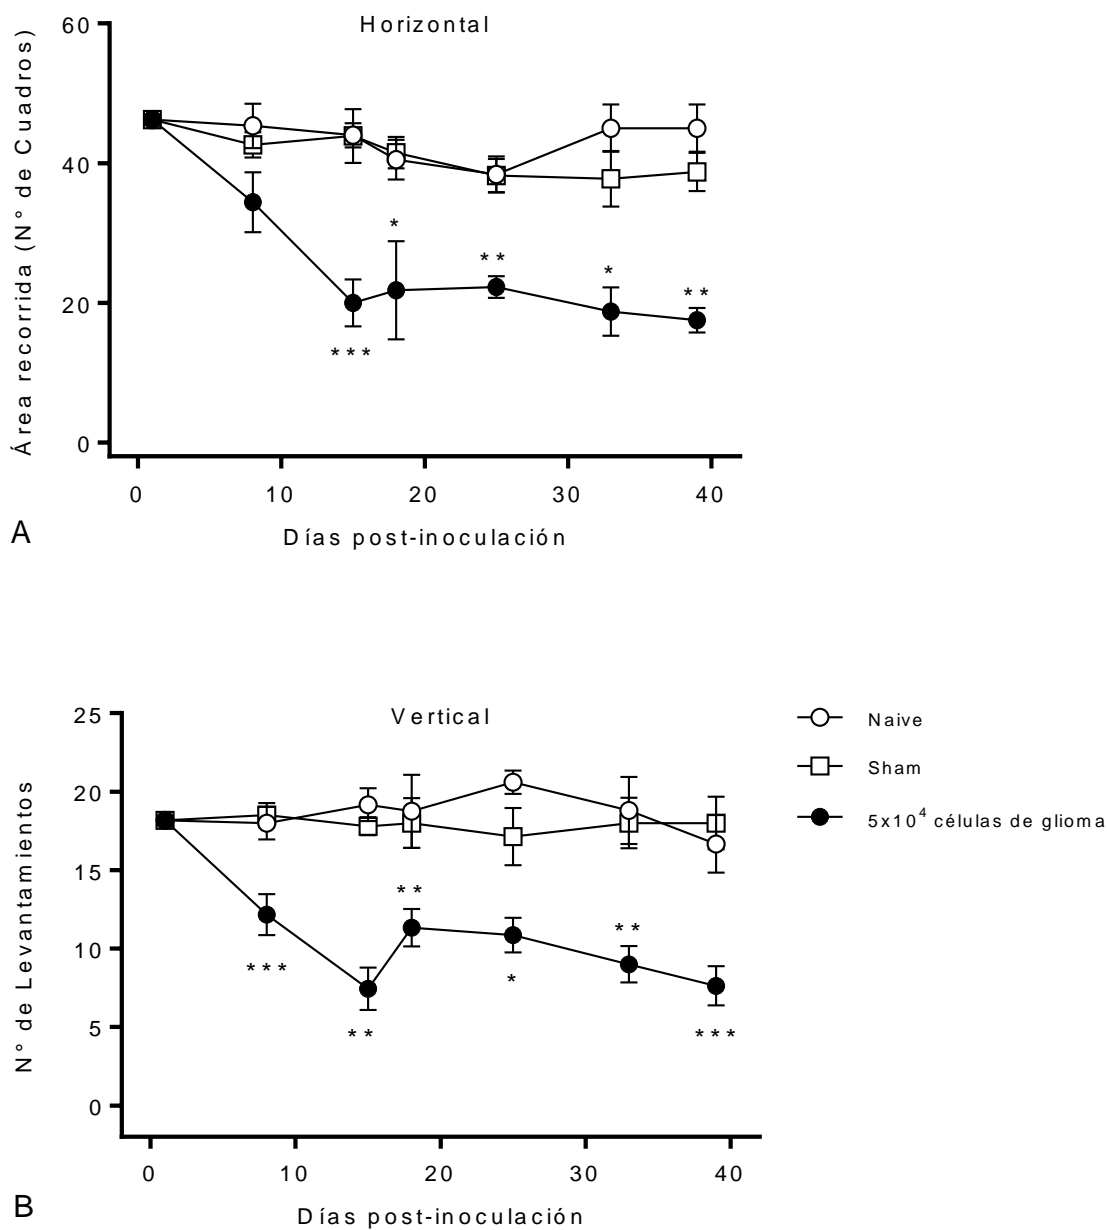 Horizontal
Área recorrida (N° de Cuadros)
60
40
20
0
*
**
*
**
***
0 10 20 30 40
Días post-inoculación
A
Vertical
N° de Levantamientos
25
20
15
10
5
0
**
**
***
*
**
***
0 10 20 30 40
Días post-inoculación
B
Naive
Sham
5x10⁴ células de glioma